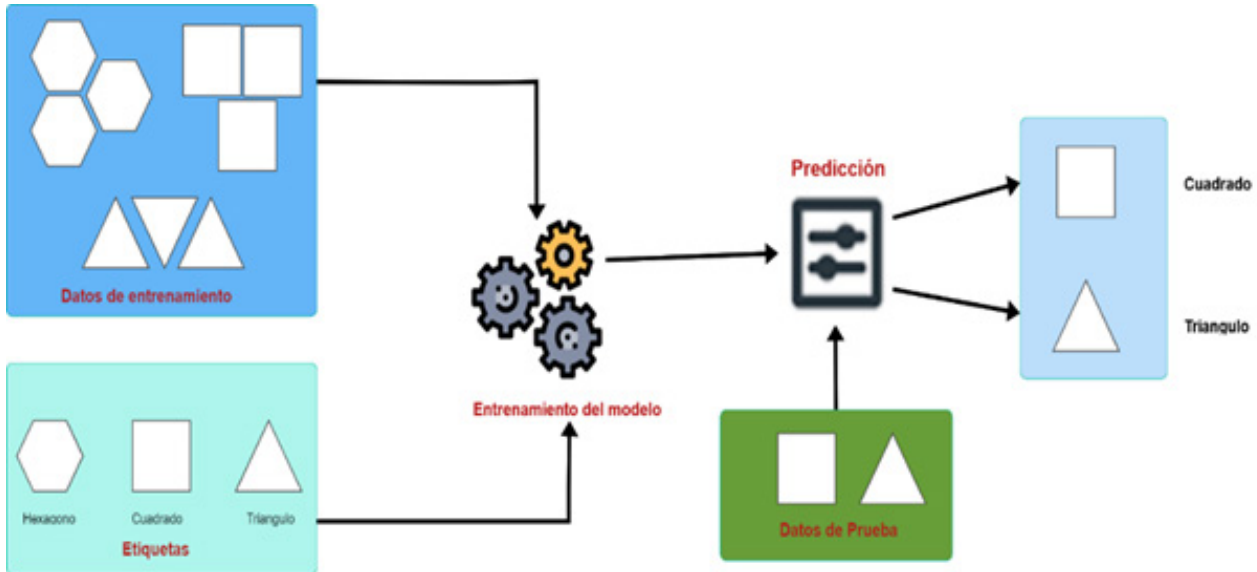 Datos de entrenamiento
Hexagono
Cuadrado
Triangulo
Etiquetas
Entrenamiento del modelo
Predicción
Datos de Prueba
Cuadrado
Triangulo